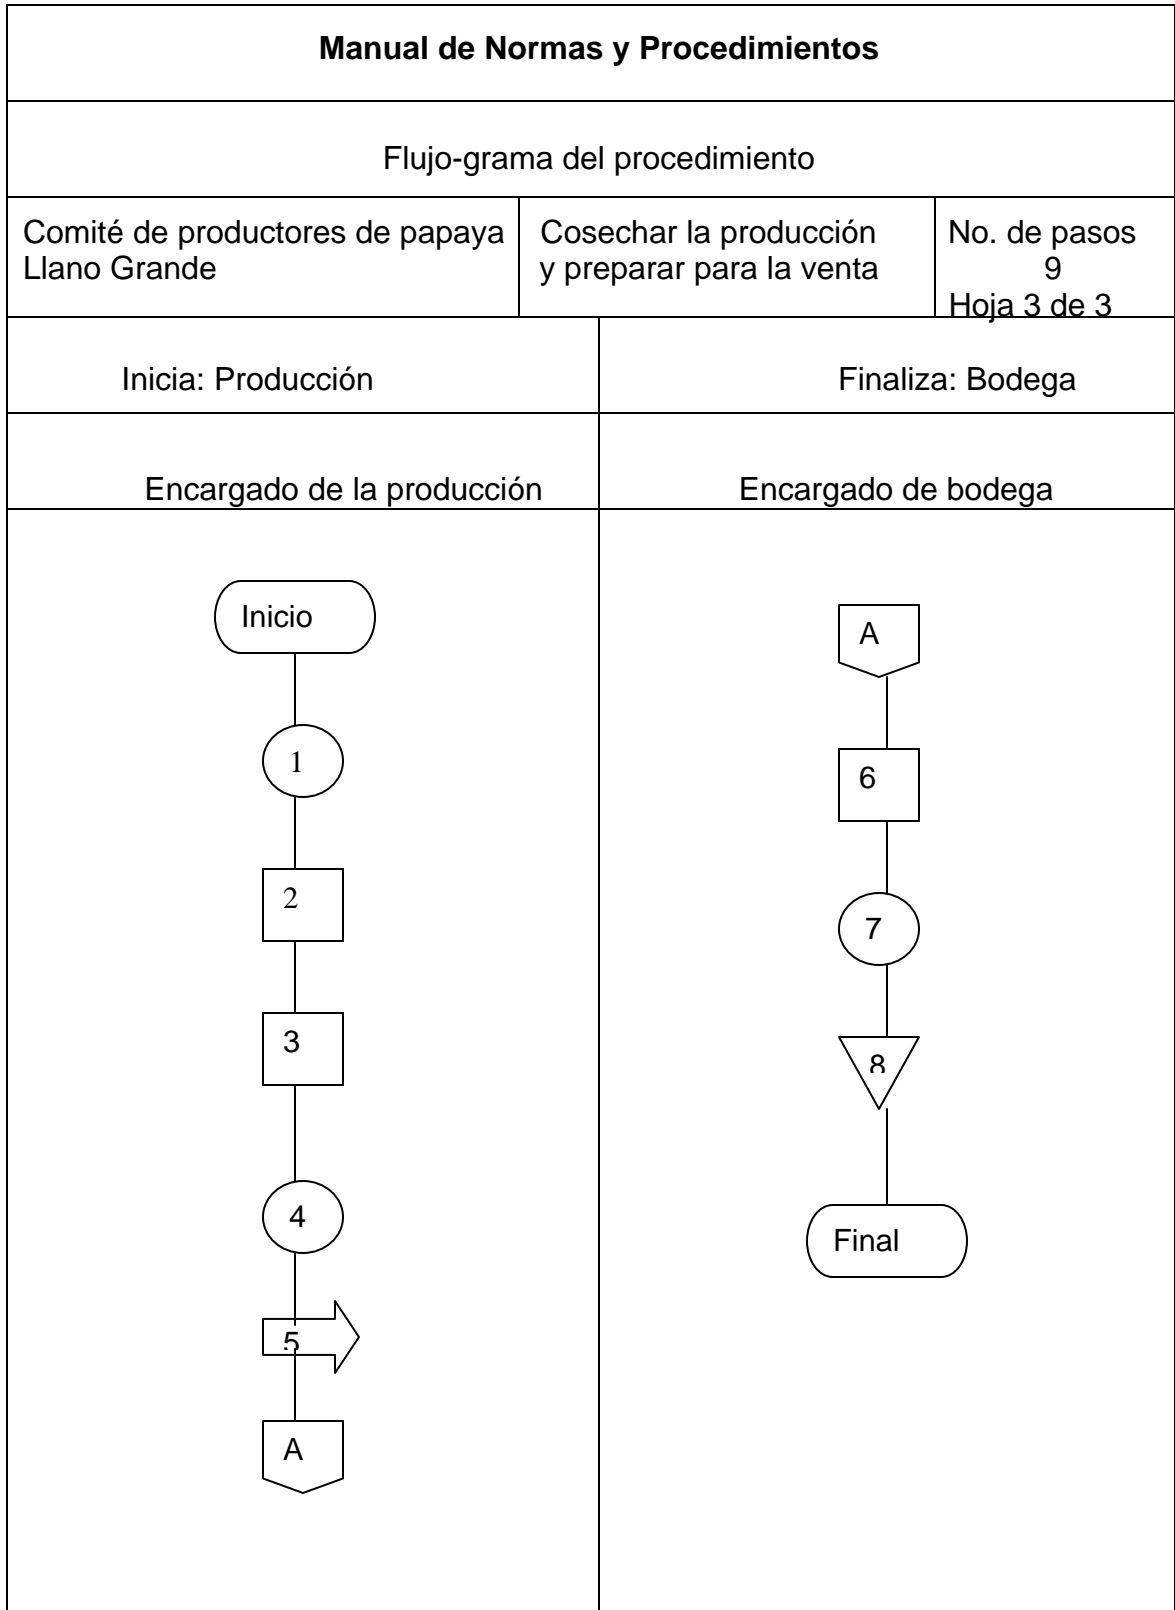 Manual de Normas y Procedimientos
Flujo-grama del procedimiento
Comité de productores de papaya
Llano Grande
Cosechar la producción
y preparar para la venta
No. de pasos
9
Hoja 3 de 3
Inicia: Producción
Finaliza: Bodega
Encargado de la producción
Encargado de bodega
Inicio
1
2
3
4
5
A
A
6
7
8
Final